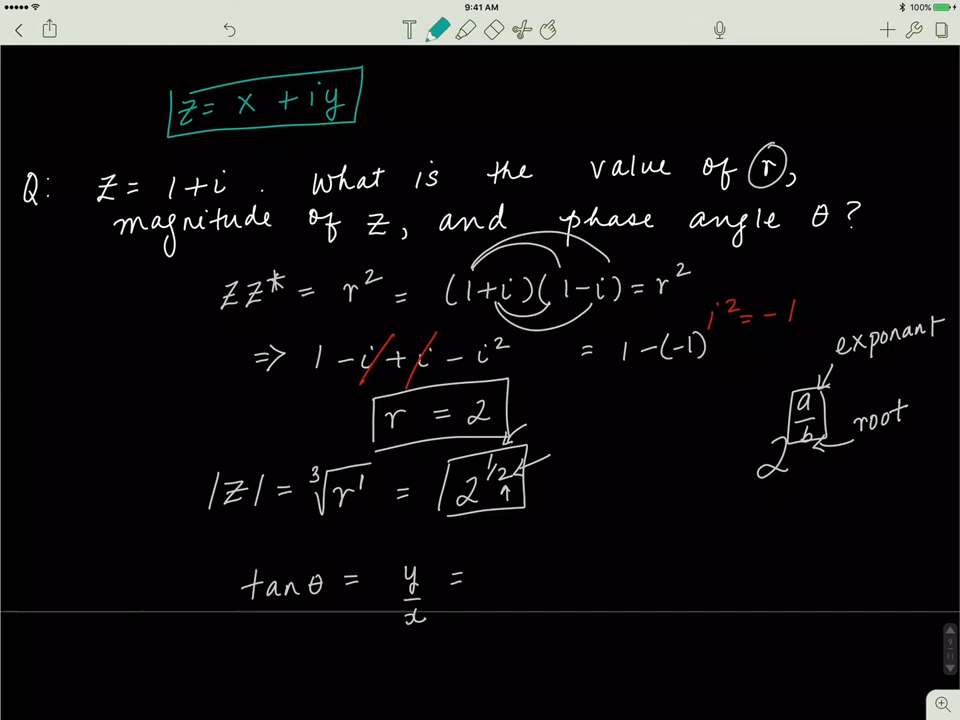 9:41 AM
100%
T
z = x + iy
Q: z = 1 + i . What is the value of r,
magnitude of z, and phase angle θ?
zz* = r² = (1+i)(1-i) = r²
i² = -1
=> 1 - i + i - i² = 1 - (-1)
exponant
r = 2
2^(a/b)
root
|z| = ∛r¹ = 2^(1/2)
tan θ = y/x =